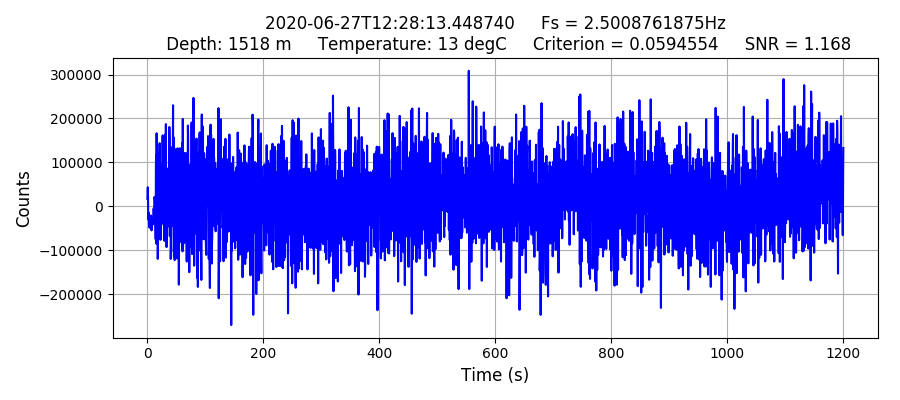 2020-06-27T12:28:13.448740 Fs = 2.5008761875Hz
Depth: 1518 m Temperature: 13 degC Criterion = 0.0594554 SNR = 1.168
300000
200000
100000
0
−100000
−200000
Counts
0 200 400 600 800 1000 1200
Time (s)